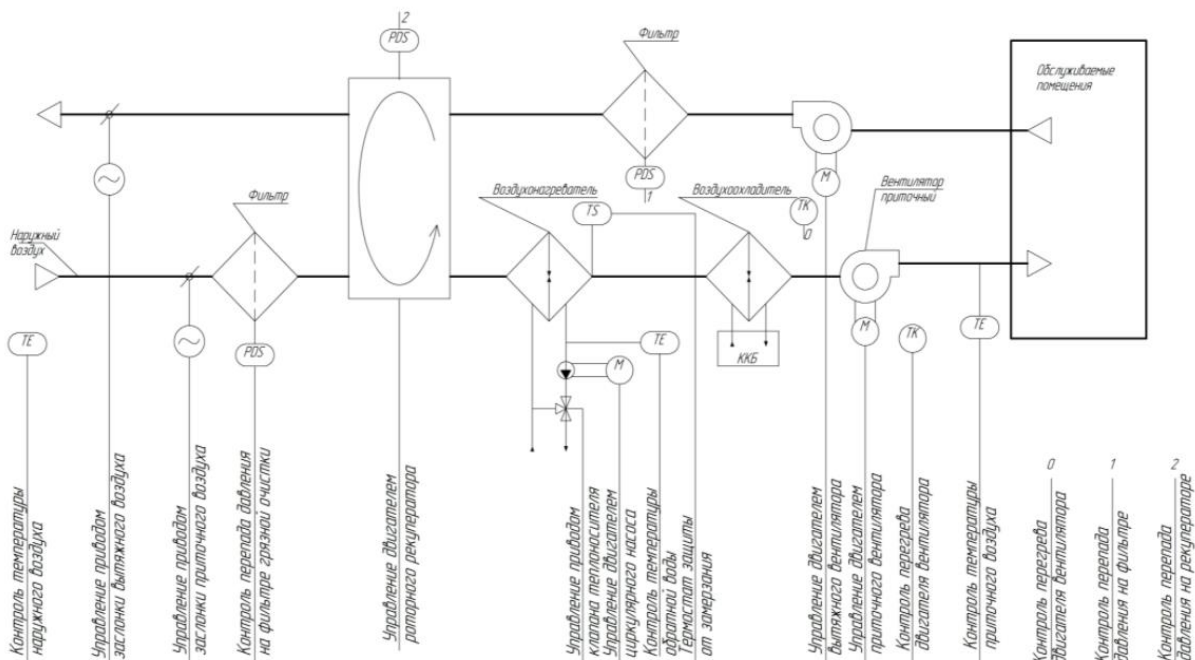 2
PDS
Фильтр
Обслуживаемые
помещения
PDS
1
M
Воздухонагреватель
Воздухоохладитель
Вентилятор
приточный
TS
TK
0
Фильтр
Наружный
воздух
TE
PDS
TE
M
ККБ
M
TK
TE
Контроль температуры
наружного воздуха
Управление приводом
заслонки вытяжного воздуха
Управление приводом
заслонки приточного воздуха
Контроль перепада давления
на фильтре грязной очистки
Управление двигателем
роторного рекуператора
Управление приводом
клапана теплоносителя
Управление двигателем
циркулярного насоса
Контроль температуры
обратной воды
Термостат защиты
от замерзания
Управление двигателем
вытяжного вентилятора
Управление двигателем
приточного вентилятора
Контроль перегрева
двигателя вентилятора
Контроль температуры
приточного воздуха
0
Контроль перегрева
двигателя вентилятора
1
Контроль перепада
давления на фильтре
2
Контроль перепада
давления на рекуператоре